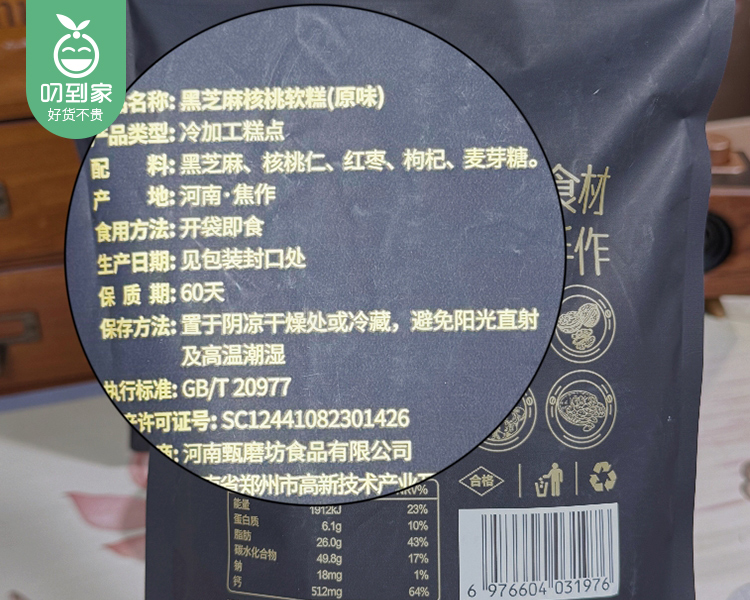 叨到家
好货不贵
品名称:黑芝麻核桃软糕(原味)
产品类型:冷加工糕点
配 料:黑芝麻、核桃仁、红枣、枸杞、麦芽糖。
产 地:河南·焦作
食用方法:开袋即食
生产日期:见包装封口处
保 质 期:60天
保存方法:置于阴凉干燥处或冷藏，避免阳光直射
及高温潮湿
执行标准:GB/T 20977
产许可证号:SC12441082301426
商:河南甄磨坊食品有限公司
南省郑州市高新技术产业
食材
作
NRV%
能量 1912kJ 23%
蛋白质 6.1g 10%
脂肪 26.0g 43%
碳水化合物 49.8g 17%
钠 18mg 1%
钙 512mg 64%
合格
6 976604 031976